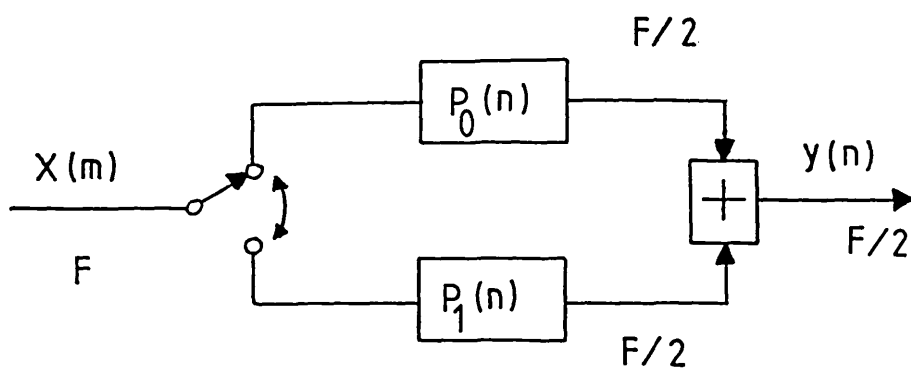 F/2
P₀(n)
X(m)
y(n)
F
F/2
P₁(n)
F/2